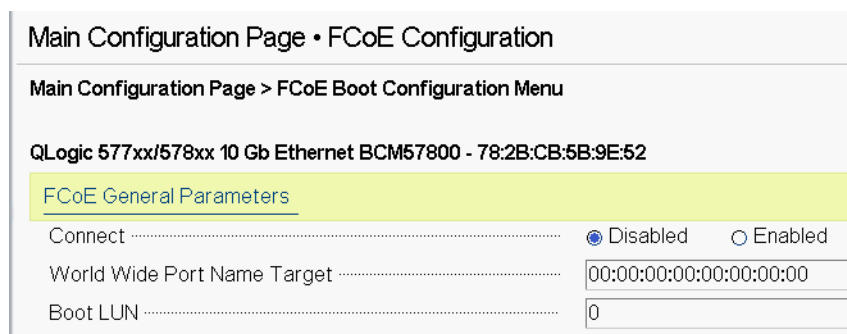 Main Configuration Page • FCoE Configuration
Main Configuration Page > FCoE Boot Configuration Menu
QLogic 577xx/578xx 10 Gb Ethernet BCM57800 - 78:2B:CB:5B:9E:52
FCoE General Parameters
Connect Disabled Enabled
World Wide Port Name Target 00:00:00:00:00:00:00:00
Boot LUN 0